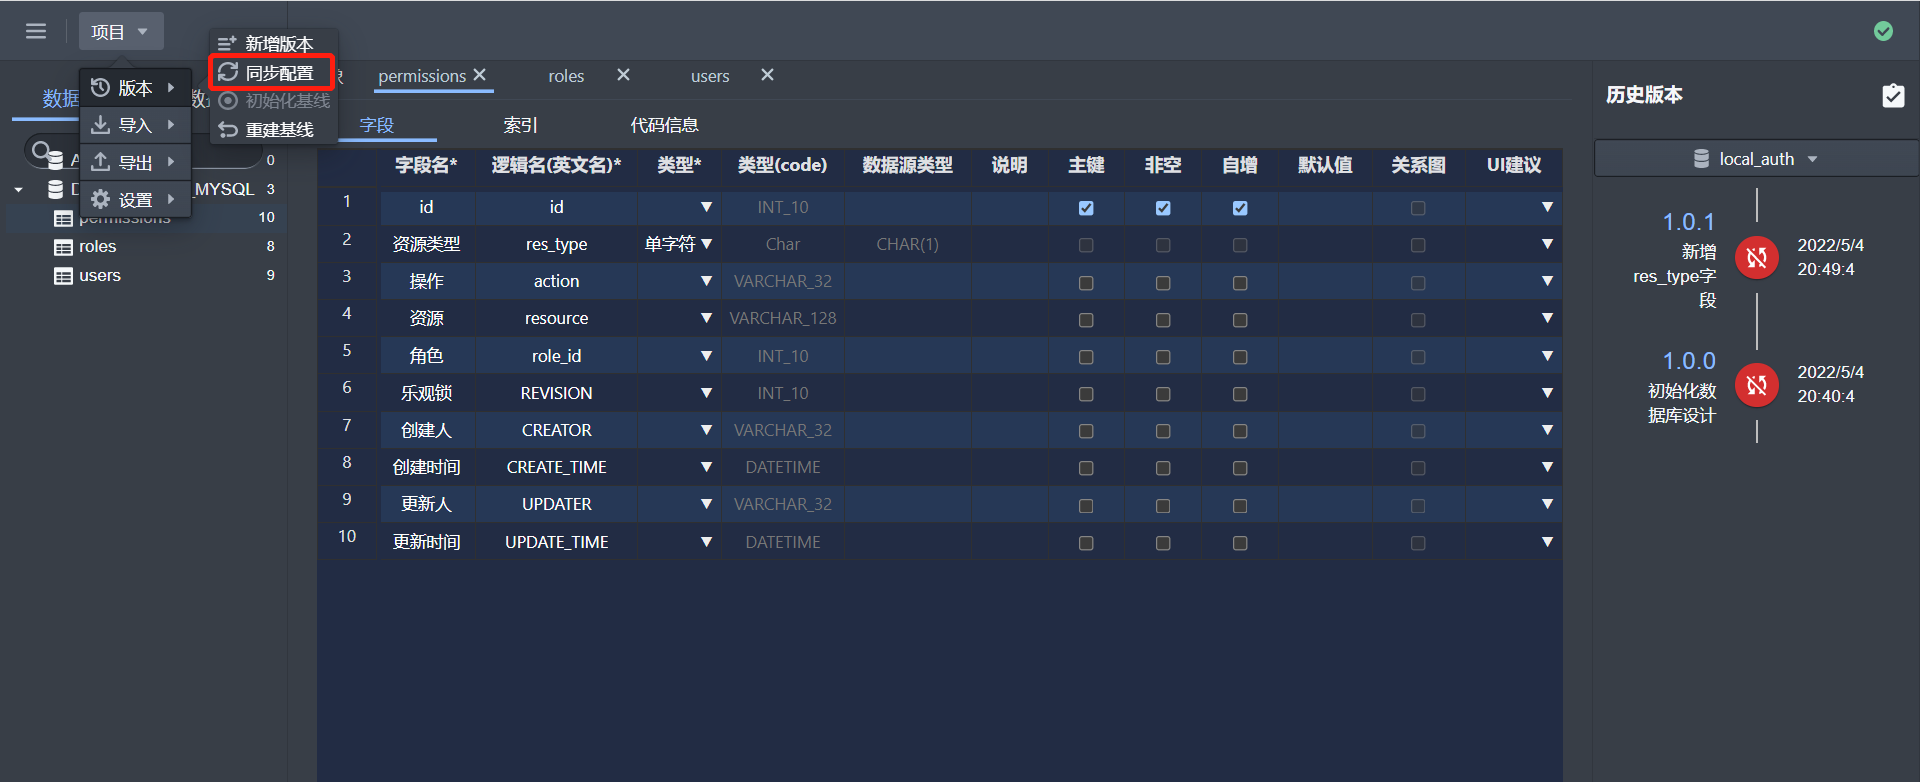 项目
新增版本
同步配置
初始化基线
重建基线
版本
导入
导出
设置
数据
permissions
roles
users
字段
索引
代码信息
A 0
D _MYSQL 3
permissions 10
roles 8
users 9
字段名* 逻辑名(英文名)* 类型* 类型(code) 数据源类型 说明 主键 非空 自增 默认值 关系图 UI建议
1 id id INT_10
2 资源类型 res_type 单字符 Char CHAR(1)
3 操作 action VARCHAR_32
4 资源 resource VARCHAR_128
5 角色 role_id INT_10
6 乐观锁 REVISION INT_10
7 创建人 CREATOR VARCHAR_32
8 创建时间 CREATE_TIME DATETIME
9 更新人 UPDATER VARCHAR_32
10 更新时间 UPDATE_TIME DATETIME
历史版本
local_auth
1.0.1
新增
res_type字
段
2022/5/4
20:49:4
1.0.0
初始化数
据库设计
2022/5/4
20:40:4